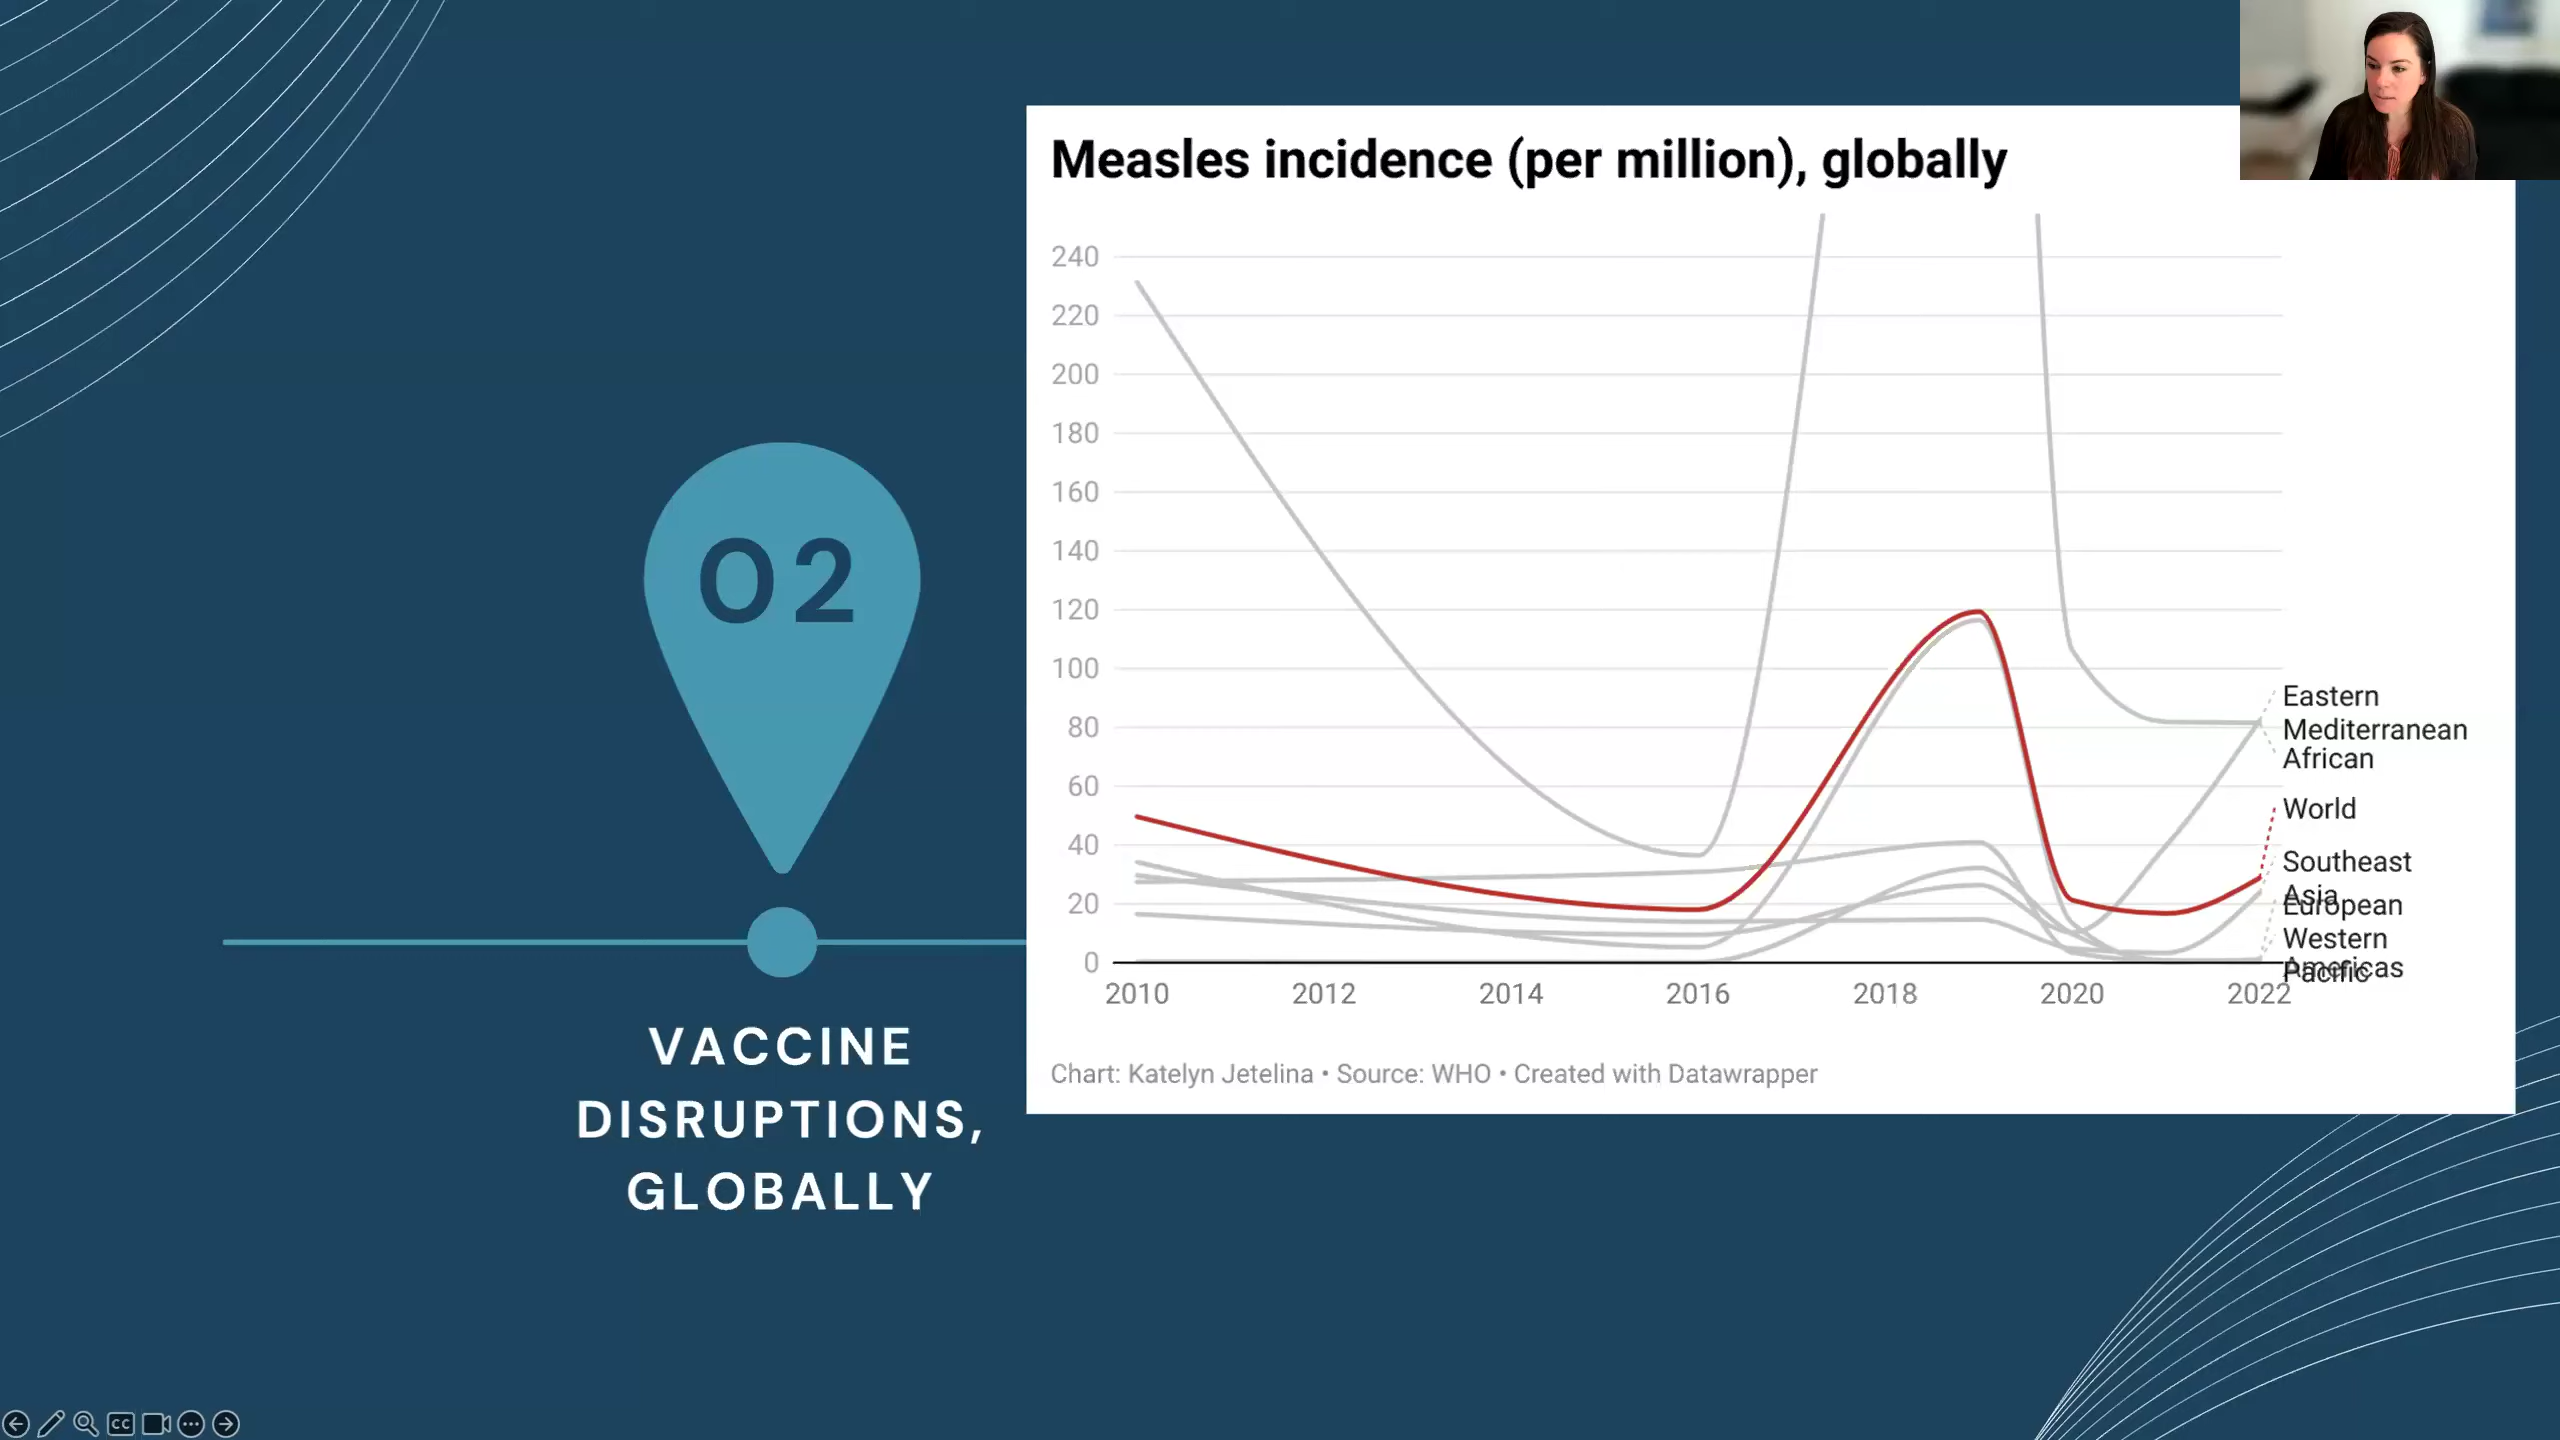 02
VACCINE
DISRUPTIONS,
GLOBALLY
Measles incidence (per million), globally
240
220
200
180
160
140
120
100
80
60
40
20
0
2010 2012 2014 2016 2018 2020 2022
Eastern
Mediterranean
African
World
Southeast
Asia
European
Western
Pacific
Americas
Chart: Katelyn Jetelina • Source: WHO • Created with Datawrapper
CC